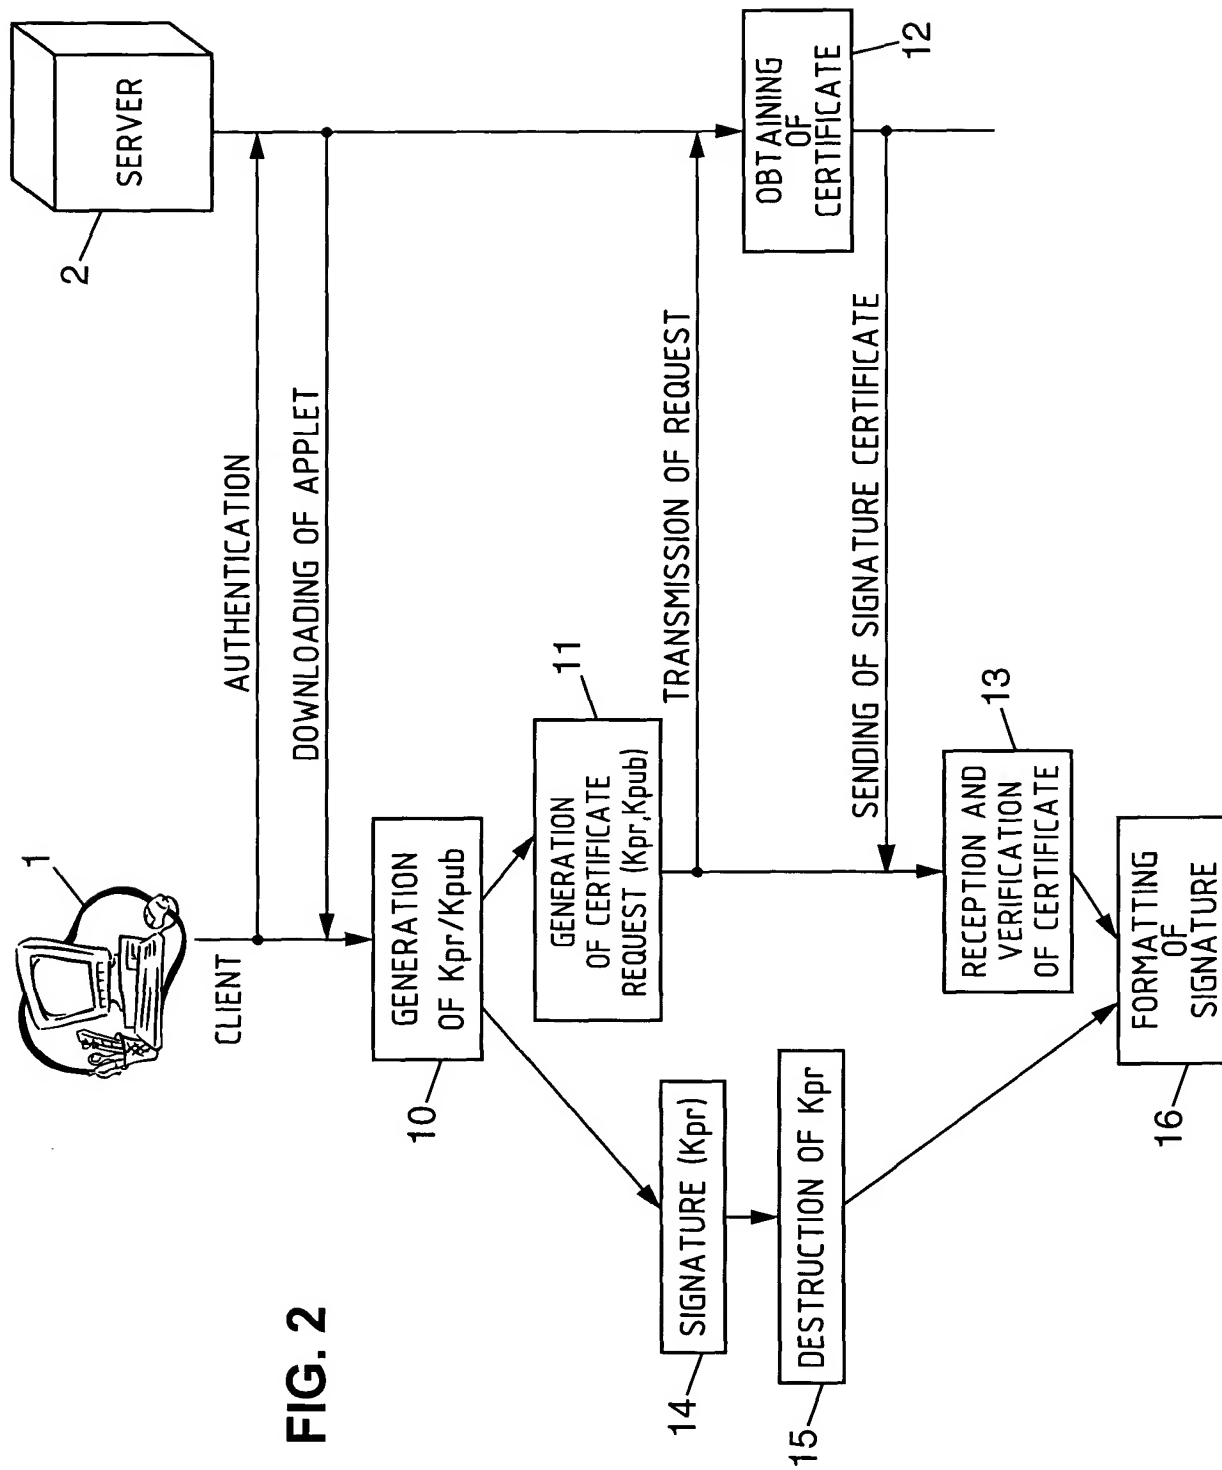 FIG. 2
1
CLIENT
2
SERVER
AUTHENTICATION
DOWNLOADING OF APPLET
10
GENERATION
OF Kpr/Kpub
11
GENERATION
OF CERTIFICATE
REQUEST (Kpr,Kpub)
TRANSMISSION OF REQUEST
12
OBTAINING
OF
CERTIFICATE
SENDING OF SIGNATURE CERTIFICATE
13
RECEPTION AND
VERIFICATION
OF CERTIFICATE
14
SIGNATURE (Kpr)
15
DESTRUCTION OF Kpr
16
FORMATTING
OF
SIGNATURE